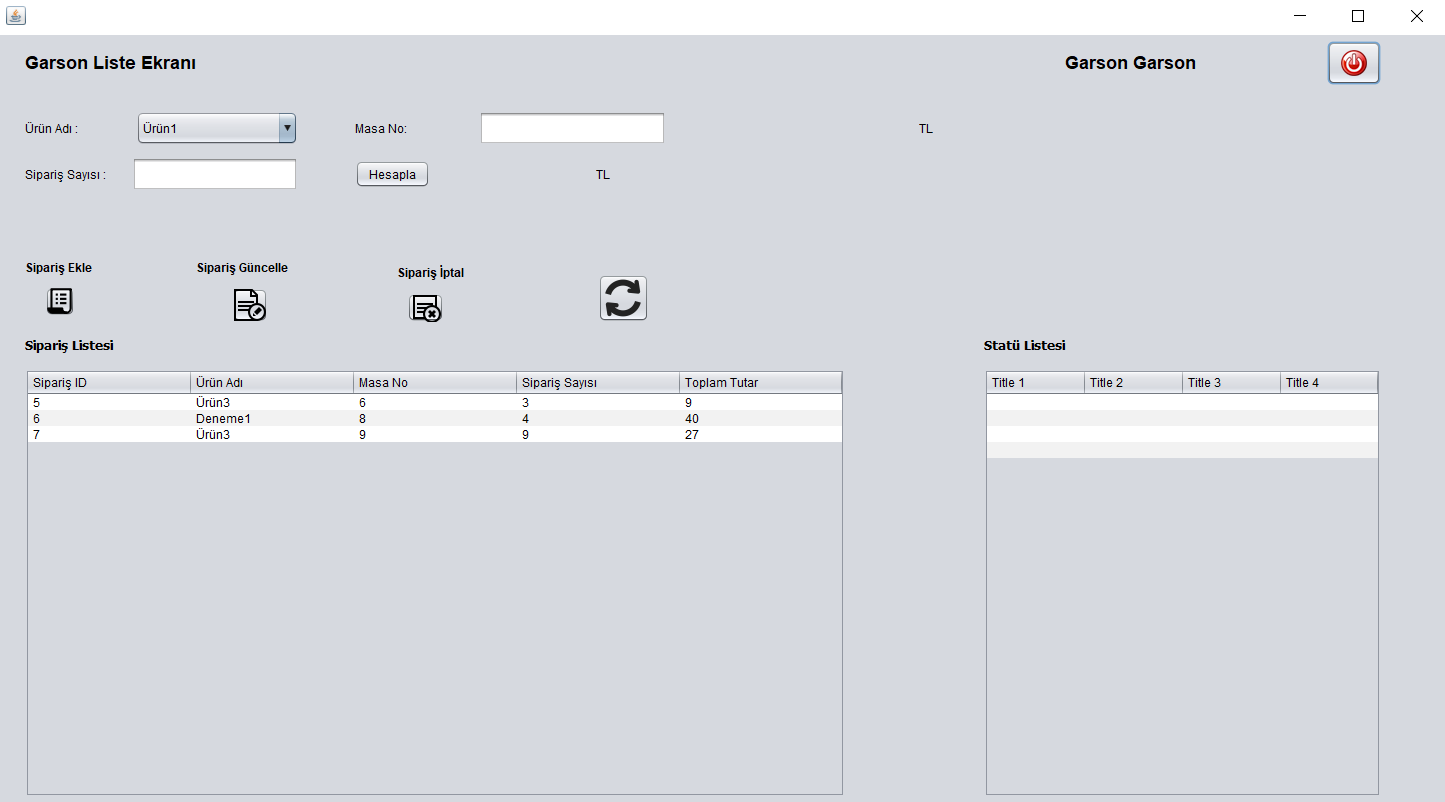 Garson Liste Ekranı
Garson Garson
Ürün Adı :
Ürün1
Masa No:
TL
Sipariş Sayısı :
Hesapla
TL
Sipariş Ekle
Sipariş Güncelle
Sipariş İptal
Sipariş Listesi
Statü Listesi
Sipariş ID Ürün Adı Masa No Sipariş Sayısı Toplam Tutar
5 Ürün3 6 3 9
6 Deneme1 8 4 40
7 Ürün3 9 9 27
Title 1 Title 2 Title 3 Title 4